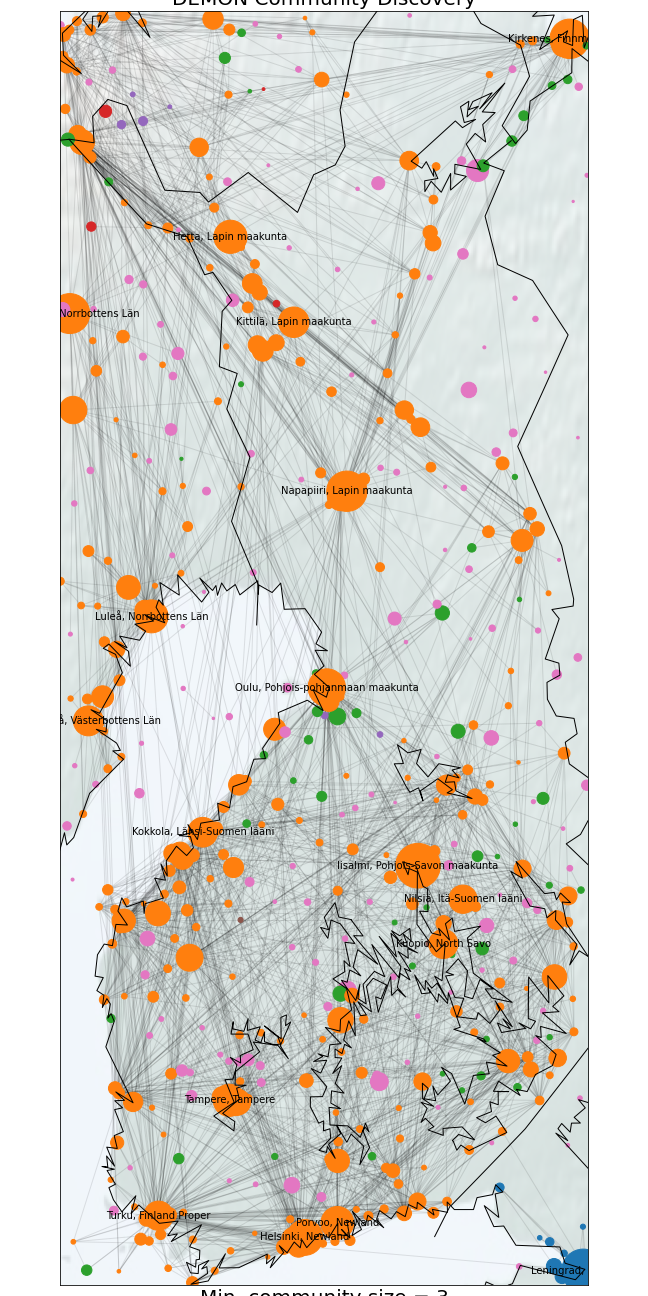 DEMON Community Discovery
Kirkenes, Finnm
Hetta, Lapin maakunta
Norrbottens Län
Kittilä, Lapin maakunta
Napapiiri, Lapin maakunta
Luleå, Norrbottens Län
Oulu, Pohjois-pohjanmaan maakunta
å, Västerbottens Län
Kokkola, Länsi-Suomen lääni
Iisalmi, Pohjois-Savon maakunta
Nilsiä, Itä-Suomen lääni
Kuopio, North Savo
Tampere, Tampere
Turku, Finland Proper
Porvoo, Newland
Helsinki, Newland
Leningrad,
Min. community size = 3